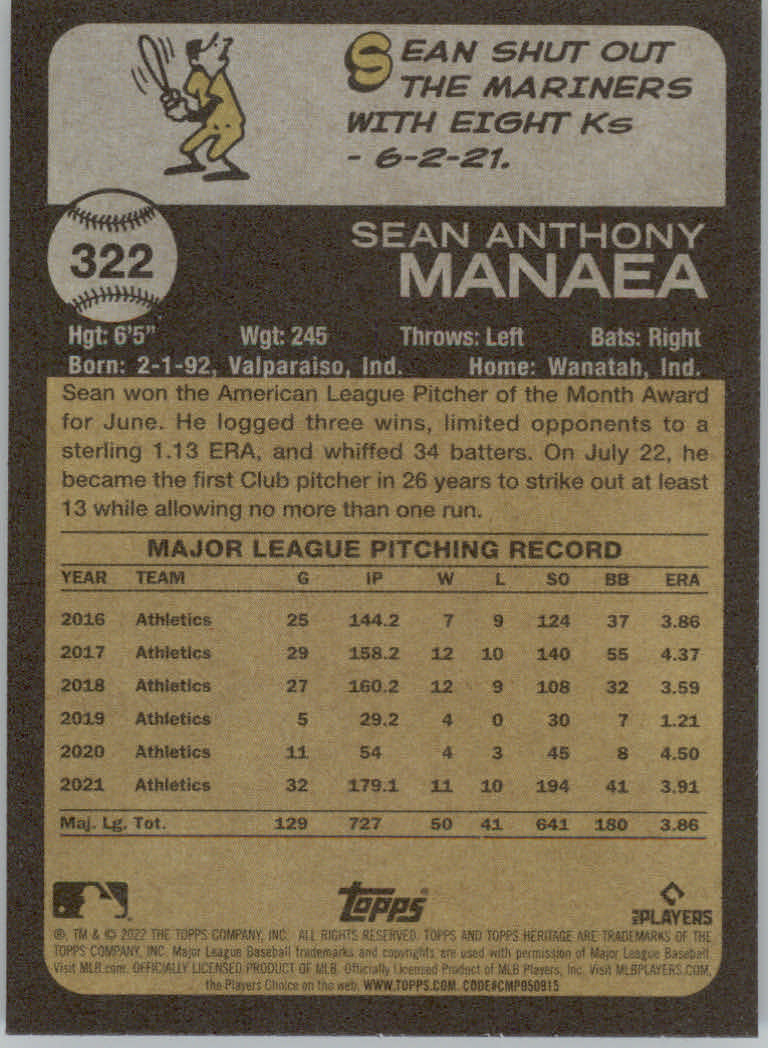 SEAN SHUT OUT
THE MARINERS
WITH EIGHT Ks
- 6-2-21.
322
SEAN ANTHONY
MANAEA
Hgt: 6'5" Wgt: 245 Throws: Left Bats: Right
Born: 2-1-92, Valparaiso, Ind. Home: Wanatah, Ind.
Sean won the American League Pitcher of the Month Award
for June. He logged three wins, limited opponents to a
sterling 1.13 ERA, and whiffed 34 batters. On July 22, he
became the first Club pitcher in 26 years to strike out at least
13 while allowing no more than one run.
MAJOR LEAGUE PITCHING RECORD
YEAR TEAM G IP W L SO BB ERA
2016 Athletics 25 144.2 7 9 124 37 3.86
2017 Athletics 29 158.2 12 10 140 55 4.37
2018 Athletics 27 160.2 12 9 108 32 3.59
2019 Athletics 5 29.2 4 0 30 7 1.21
2020 Athletics 11 54 4 3 45 8 4.50
2021 Athletics 32 179.1 11 10 194 41 3.91
Maj. Lg. Tot. 129 727 50 41 641 180 3.86
Topps
PLAYERS
®, TM & © 2022 THE TOPPS COMPANY, INC. ALL RIGHTS RESERVED. TOPPS AND TOPPS HERITAGE ARE TRADEMARKS OF THE
TOPPS COMPANY, INC. Major League Baseball trademarks and copyrights are used with permission of Major League Baseball.
Visit MLB.com. OFFICIALLY LICENSED PRODUCT OF MLB. Officially Licensed Product of MLB Players, Inc. Visit MLBPLAYERS.COM,
the Players Choice on the web. WWW.TOPPS.COM. CODE#CMP050915